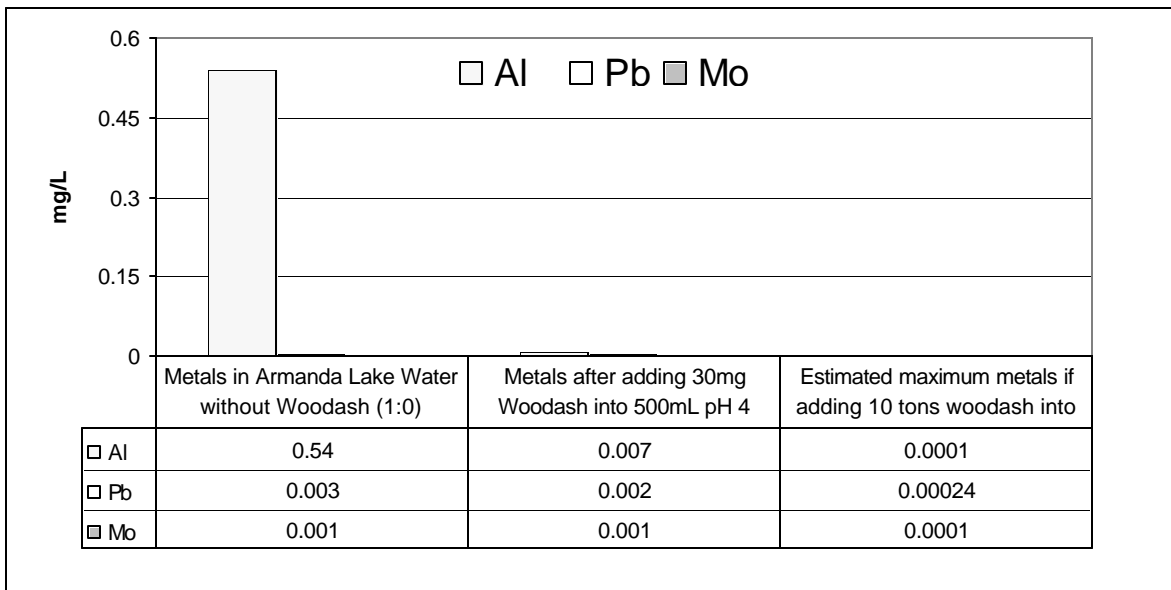 0.6
Al Pb Mo
0.45
mg/L
0.3
0.15
0
Metals in Armanda Lake Water
without Woodash (1:0)
Metals after adding 30mg
Woodash into 500mL pH 4
Estimated maximum metals if
adding 10 tons woodash into
Al 0.54 0.007 0.0001
Pb 0.003 0.002 0.00024
Mo 0.001 0.001 0.0001